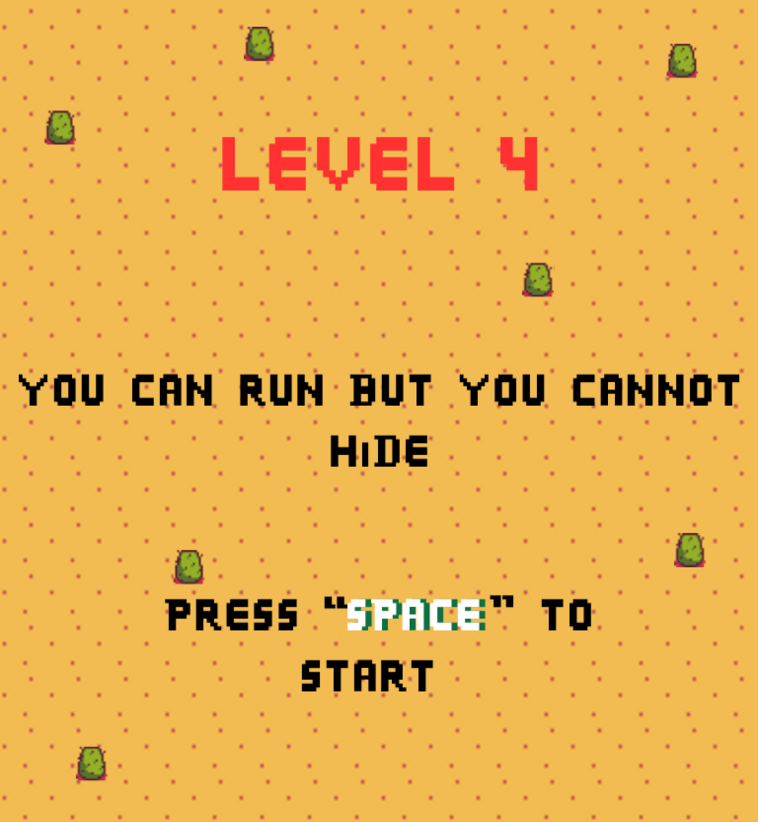 LEVEL 4
YOU CAN RUN BUT YOU CANNOT
HIDE
PRESS “SPACE” TO
START